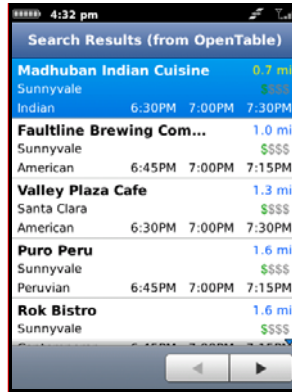 4:32 pm
Search Results (from OpenTable)
Madhuban Indian Cuisine 0.7 mi
Sunnyvale $$$$
Indian 6:30PM 7:00PM 7:30PM
Faultline Brewing Com... 1.0 mi
Sunnyvale $$$$
American 6:45PM 7:00PM 7:15PM
Valley Plaza Cafe 1.3 mi
Santa Clara $$$$
American 6:30PM 7:00PM 7:30PM
Puro Peru 1.6 mi
Sunnyvale $$$$
Peruvian 6:45PM 7:00PM 7:15PM
Rok Bistro 1.6 mi
Sunnyvale $$$$